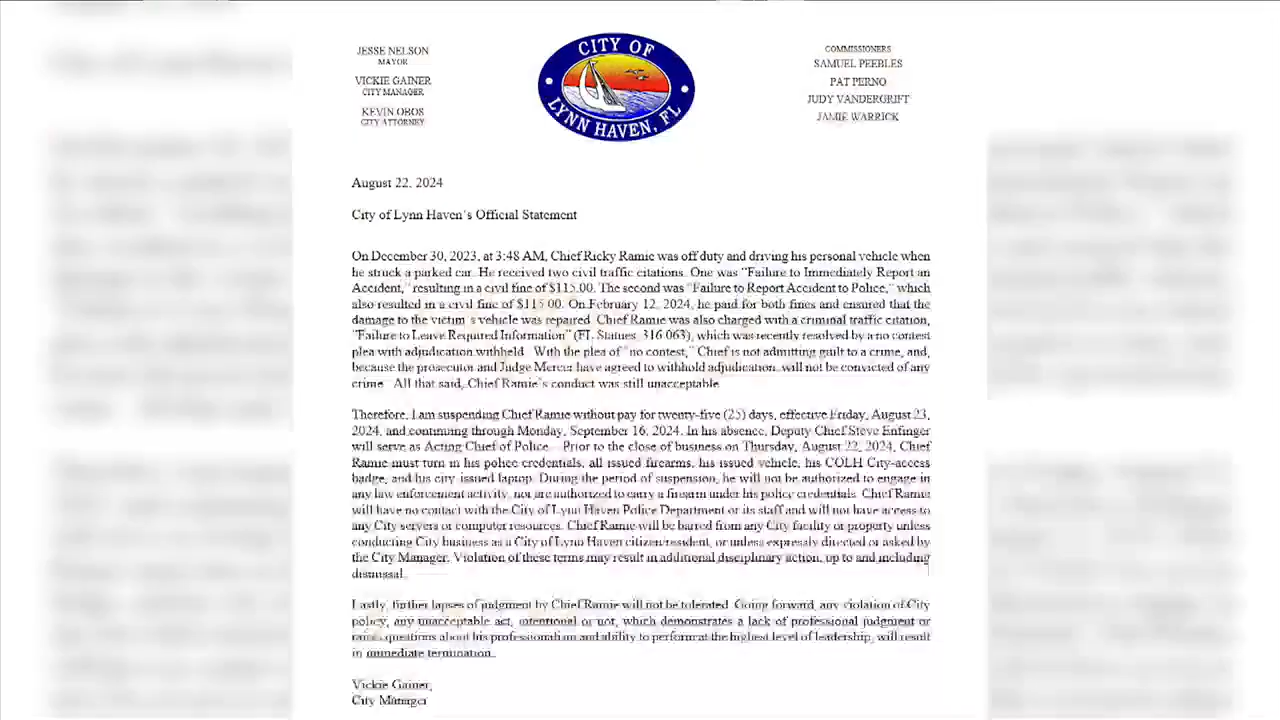 JESSE NELSON
MAYOR
VICKIE GAINER
CITY MANAGER
KEVIN OBOS
CITY ATTORNEY
CITY OF
LYNN HAVEN, FL
COMMISSIONERS
SAMUEL PEEBLES
PAT PERNO
JUDY VANDERGRIFT
JAMIE WARRICK
August 22, 2024
City of Lynn Haven's Official Statement
On December 30, 2023, at 3:48 AM, Chief Ricky Ramie was off duty and driving his personal vehicle when
he struck a parked car. He received two civil traffic citations. One was "Failure to Immediately Report an
Accident," resulting in a civil fine of $115.00. The second was "Failure to Report Accident to Police," which
also resulted in a civil fine of $115.00. On February 12, 2024, he paid for both fines and ensured that the
damage to the victim's vehicle was repaired. Chief Ramie was also charged with a criminal traffic citation,
"Failure to Leave Required Information" (FL Statues. 316.063), which was recently resolved by a no contest
plea with adjudication withheld. With the plea of "no contest," Chief is not admitting guilt to a crime, and,
because the prosecutor and Judge Mercer have agreed to withhold adjudication, will not be convicted of any
crime. All that said, Chief Ramie's conduct was still unacceptable.
Therefore, I am suspending Chief Ramie without pay for twenty-five (25) days, effective Friday, August 23,
2024, and continuing through Monday, September 16, 2024. In his absence, Deputy Chief Steve Enfinger
will serve as Acting Chief of Police. Prior to the close of business on Thursday, August 22, 2024, Chief
Ramie must turn in his police credentials, all issued firearms, his issued vehicle, his COLH City-access
badge, and his city-issued laptop. During the period of suspension, he will not be authorized to engage in
any law enforcement activity, nor are authorized to carry a firearm under his police credentials. Chief Ramie
will have no contact with the City of Lynn Haven Police Department or its staff and will not have access to
any City servers or computer resources. Chief Ramie will be barred from any City facility or property unless
conducting City business as a City of Lynn Haven citizen/resident, or unless expressly directed or asked by
the City Manager. Violation of these terms may result in additional disciplinary action, up to and including
dismissal.
Lastly, further lapses of judgment by Chief Ramie will not be tolerated. Going forward, any violation of City
policy, any unacceptable act, intentional or not, which demonstrates a lack of professional judgment or
raises questions about his professionalism and ability to perform at the highest level of leadership, will result
in immediate termination.
Vickie Gainer,
City Manager